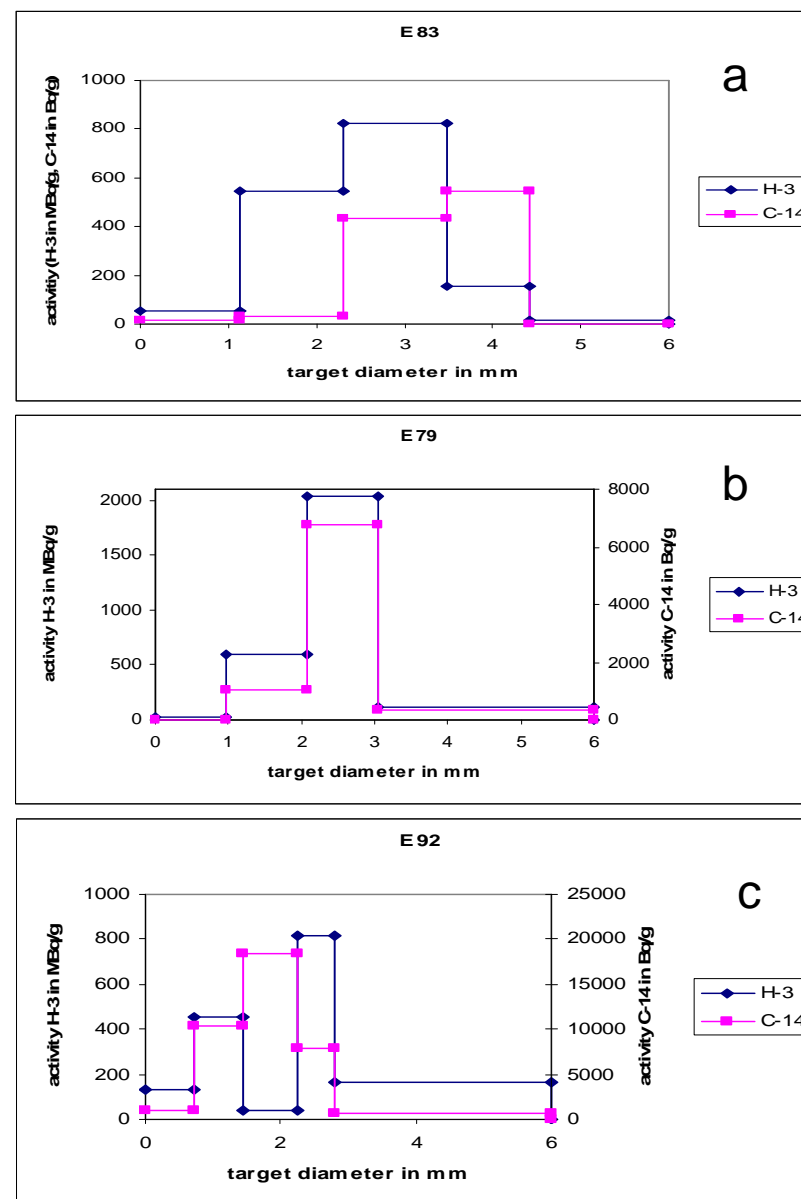 E 83
a
activitiy (H-3 in MBq/g, C-14 in Bq/g)
1000
800
600
400
200
0
0 1 2 3 4 5 6
target diameter in mm
H-3
C-14
E 79
b
activity H-3 in MBq/g
2000
1500
1000
500
0
8000
6000
4000
2000
0
activity C-14 in Bq/g
0 1 2 3 4 5 6
target diameter in mm
H-3
C-14
E 92
c
activity H-3 in MBq/g
1000
800
600
400
200
0
25000
20000
15000
10000
5000
0
activity C-14 in Bq/g
0 2 4 6
target diameter in mm
H-3
C-14